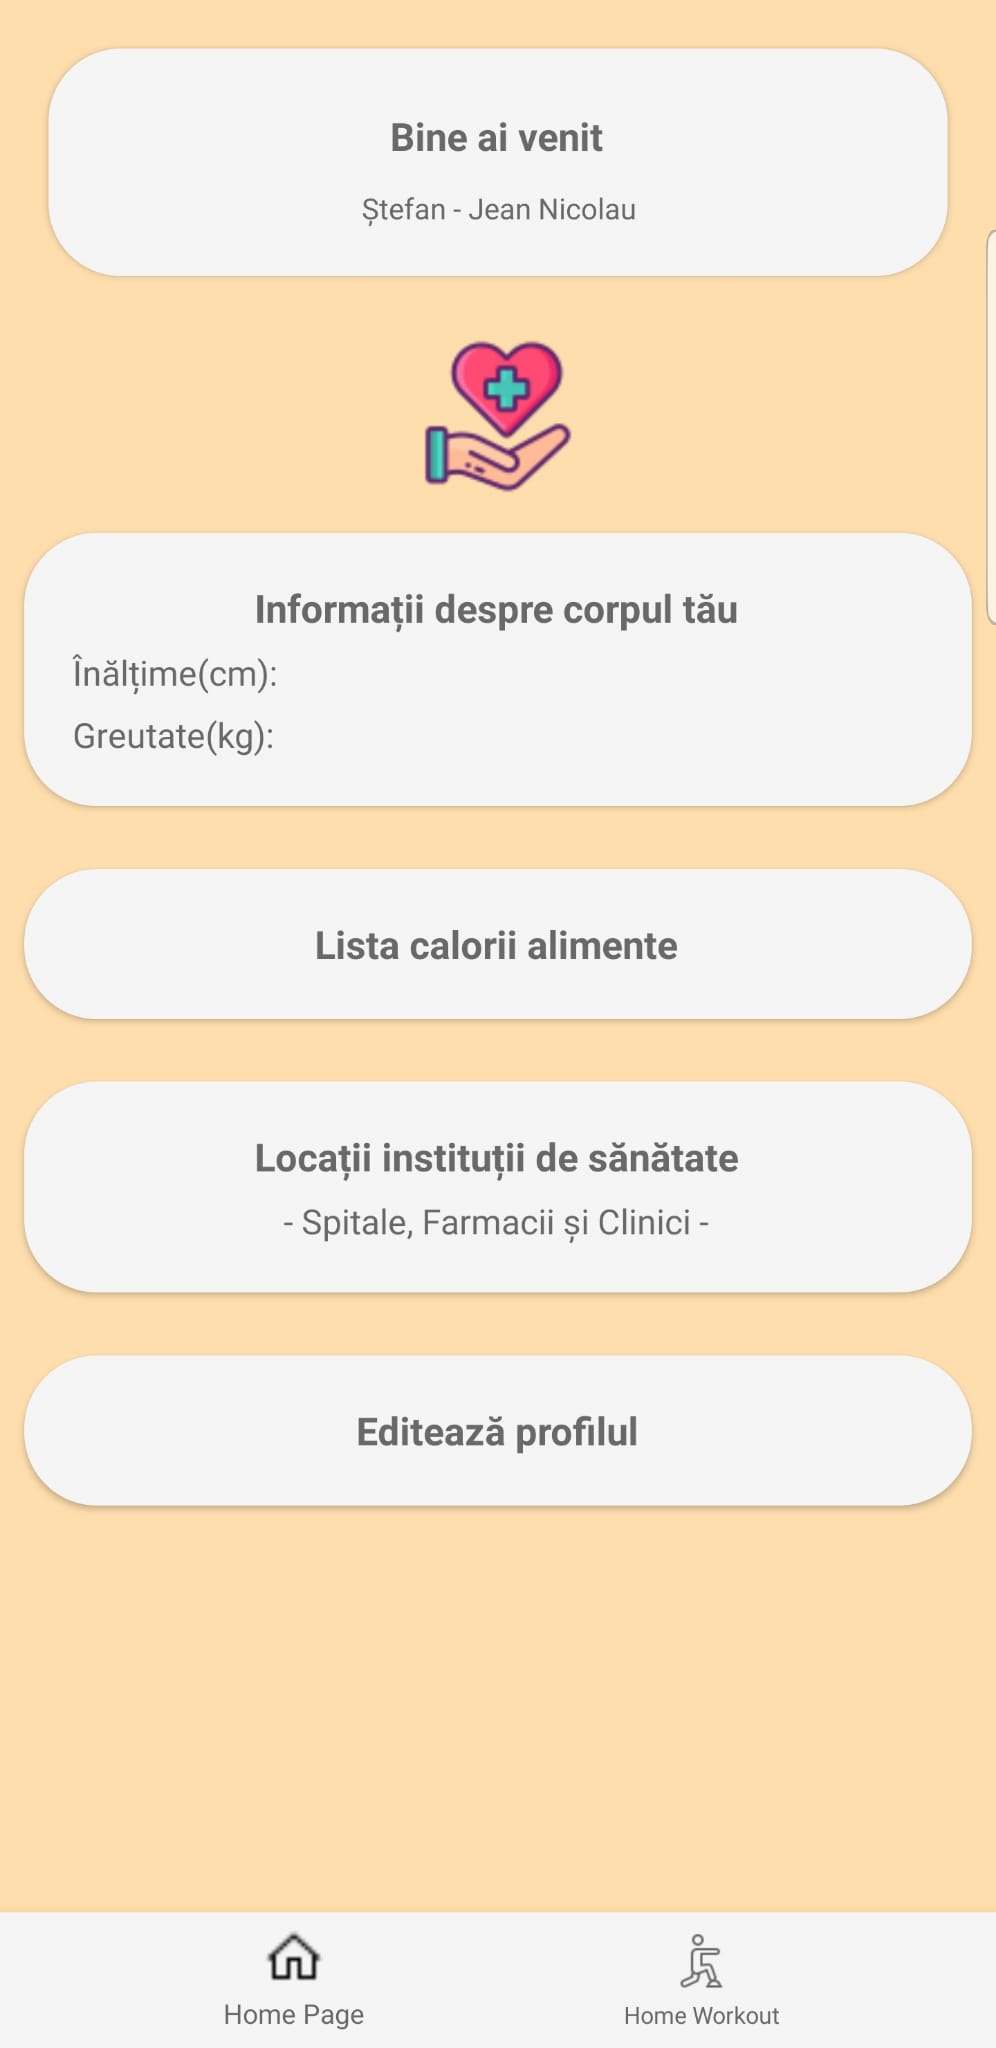 Bine ai venit
Ștefan - Jean Nicolau
Informații despre corpul tău
Înălțime(cm):
Greutate(kg):
Lista calorii alimente
Locații instituții de sănătate
- Spitale, Farmacii și Clinici -
Editează profilul
Home Page
Home Workout